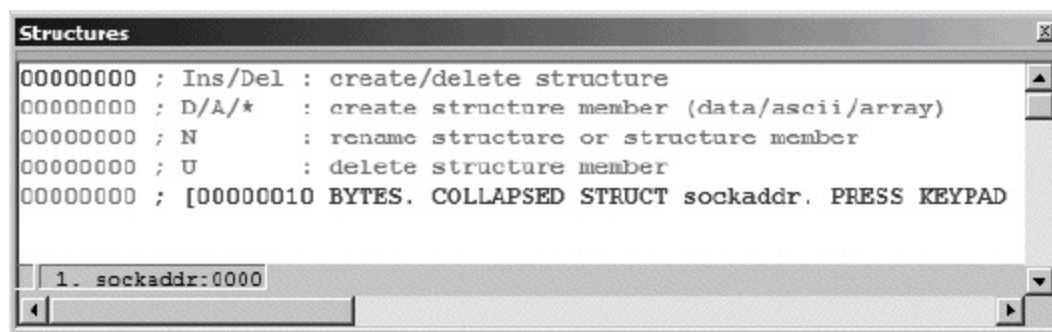 Structures
00000000 ; Ins/Del : create/delete structure
00000000 ; D/A/* : create structure member (data/ascii/array)
00000000 ; N : rename structure or structure member
00000000 ; U : delete structure member
00000000 ; [00000010 BYTES. COLLAPSED STRUCT sockaddr. PRESS KEYPAD
1. sockaddr:0000